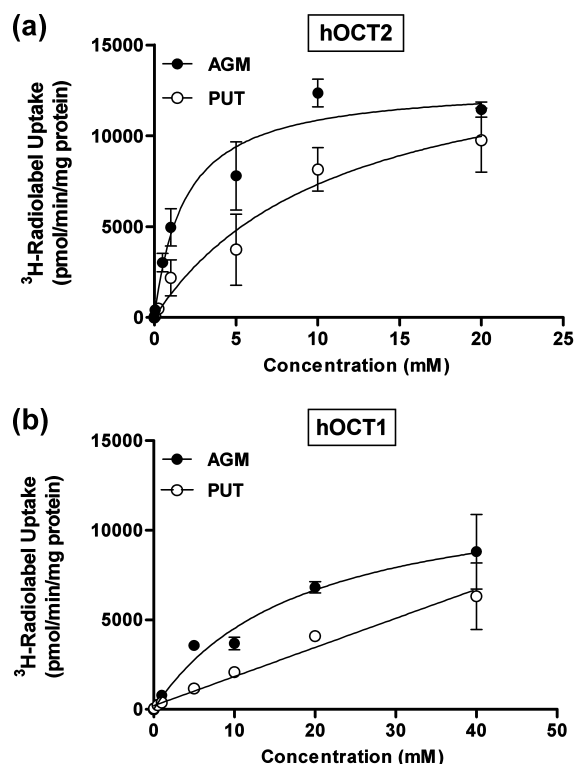 (a)
hOCT2
15000
10000
5000
0
AGM
PUT
³H-Radiolabel Uptake
(pmol/min/mg protein)
0 5 10 15 20 25
Concentration (mM)
(b)
hOCT1
15000
10000
5000
0
AGM
PUT
³H-Radiolabel Uptake
(pmol/min/mg protein)
0 10 20 30 40 50
Concentration (mM)